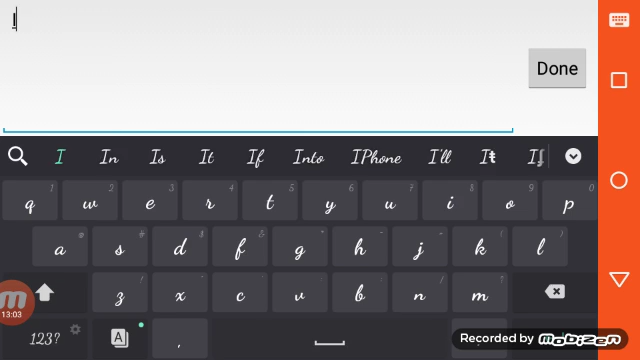 I
Done
I In Is It If Into IPhone I'll
1 2 3 4 5 6 7 8 9 0
q w e r t y u i o p
a s d f g h j k l
z x c v b n m
13:03
123? A ,
Recorded by MOBIZEN